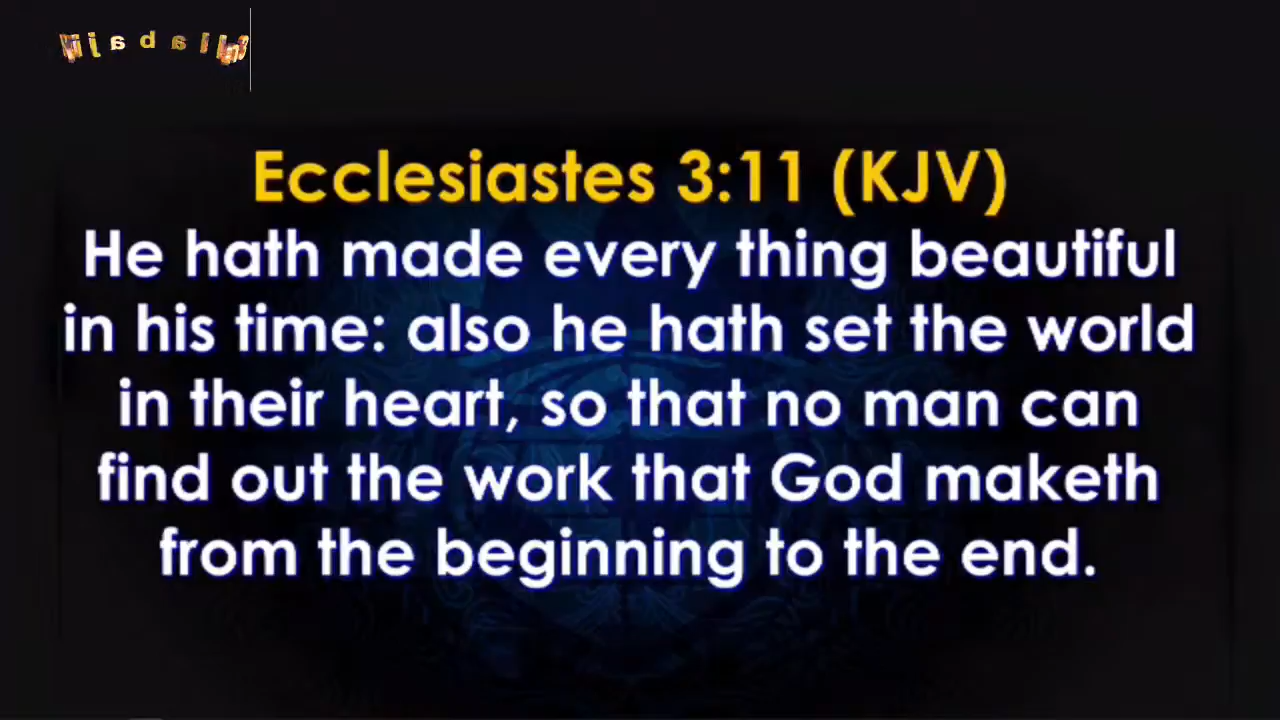 Ecclesiastes 3:11 (KJV)
He hath made every thing beautiful
in his time: also he hath set the world
in their heart, so that no man can
find out the work that God maketh
from the beginning to the end.